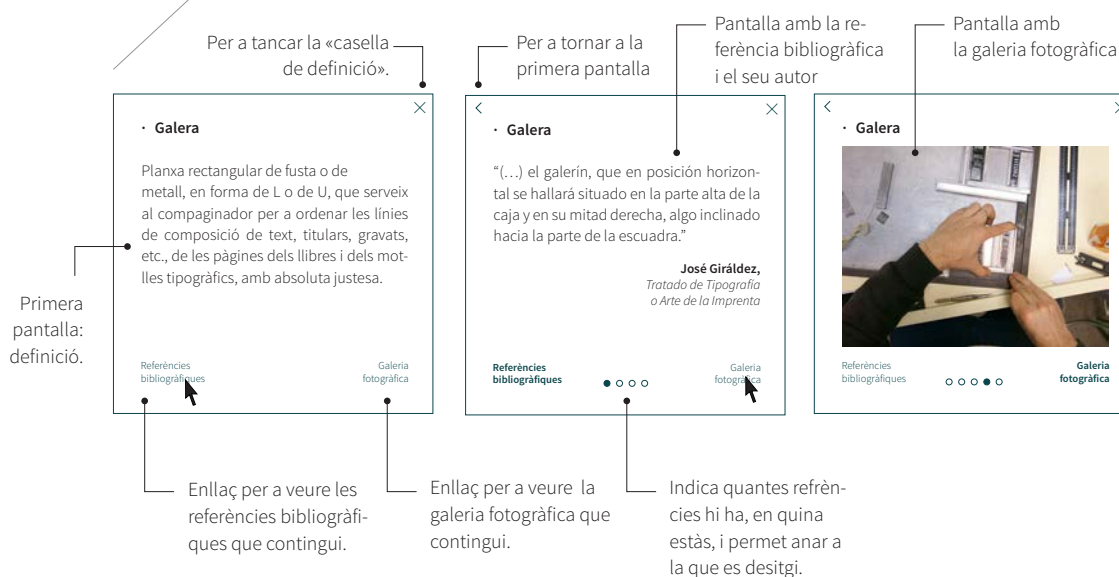 Per a tancar la «casella
de definició».
Per a tornar a la
primera pantalla
Pantalla amb la re-
ferència bibliogràfica
i el seu autor
Pantalla amb
la galeria fotogràfica
· Galera
Planxa rectangular de fusta o de
metall, en forma de L o de U, que serveix
al compaginador per a ordenar les línies
de composició de text, titulars, gravats,
etc., de les pàgines dels llibres i dels mot-
lles tipogràfics, amb absoluta justesa.
Referències
bibliogràfiques
Galeria
fotogràfica
· Galera
“(…) el galerín, que en posición horizon-
tal se hallará situado en la parte alta de la
caja y en su mitad derecha, algo inclinado
hacia la parte de la escuadra.”
José Giráldez,
Tratado de Tipografía
o Arte de la Imprenta
Referències
bibliogràfiques
Galeria
fotogràfica
· Galera
Referències
bibliogràfiques
Galeria
fotogràfica
Primera
pantalla:
definició.
Enllaç per a veure les
referències bibliogràfi-
ques que contingui.
Enllaç per a veure la
galeria fotogràfica que
contingui.
Indica quantes refrèn-
cies hi ha, en quina
estàs, i permet anar a
la que es desitgi.